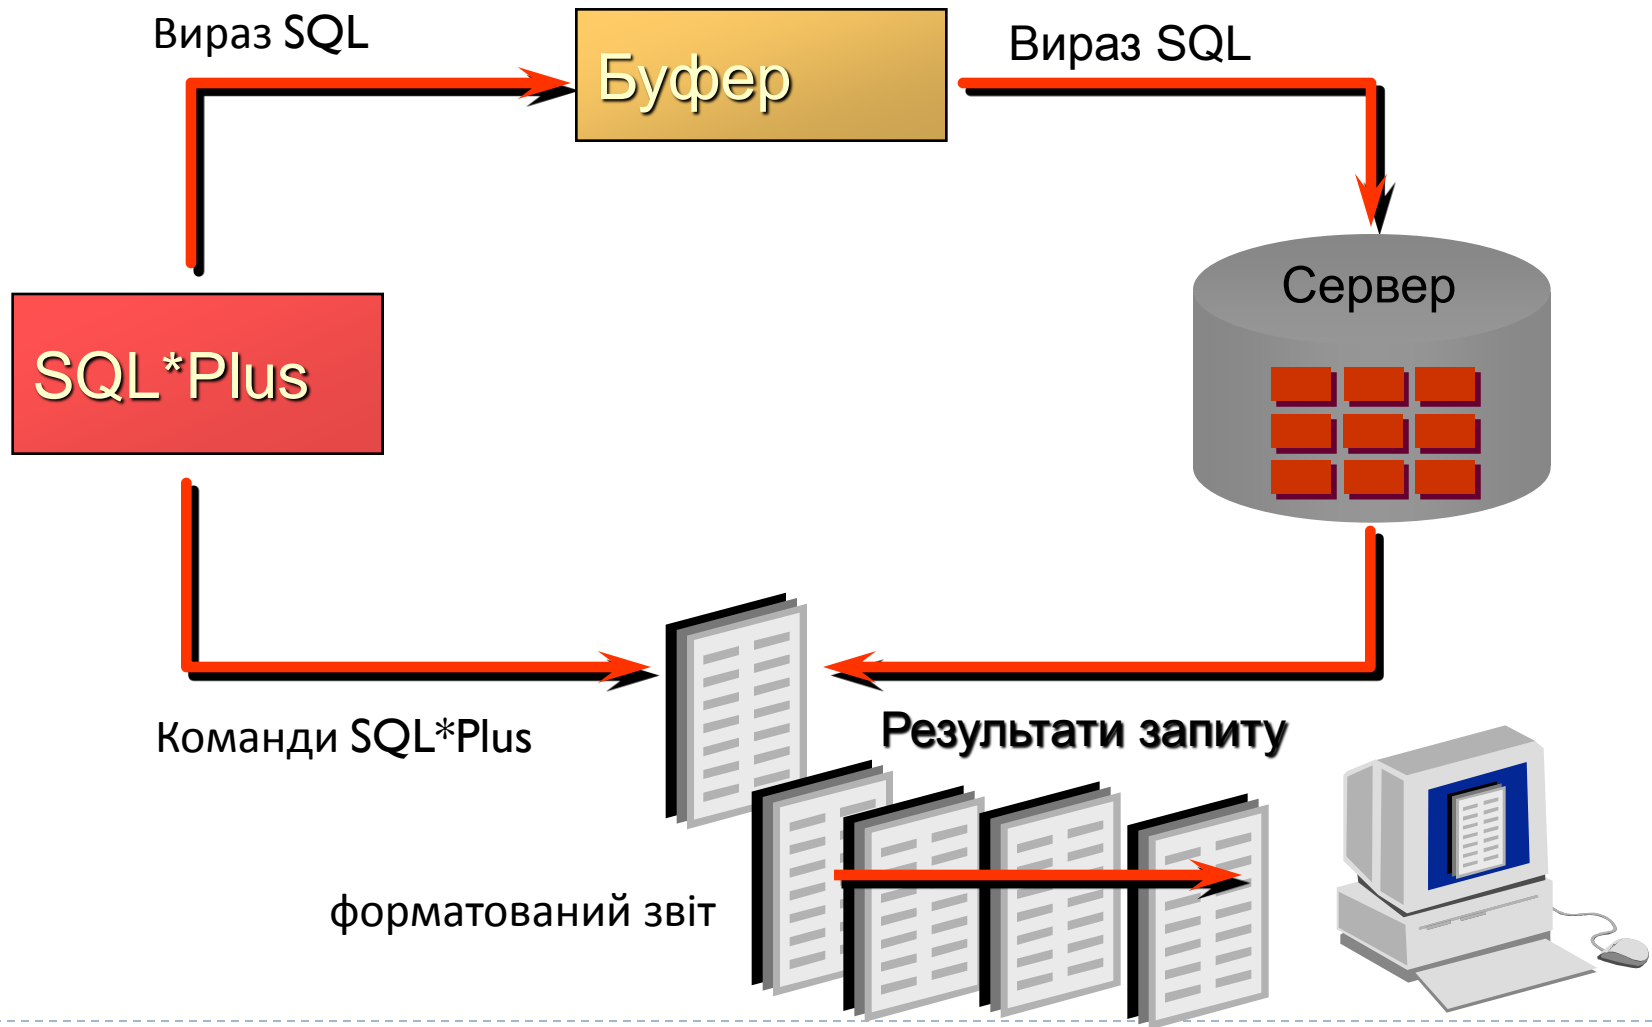 Вираз SQL
Буфер
Вираз SQL
Сервер
SQL*Plus
Команди SQL*Plus
Результати запиту
форматований звіт